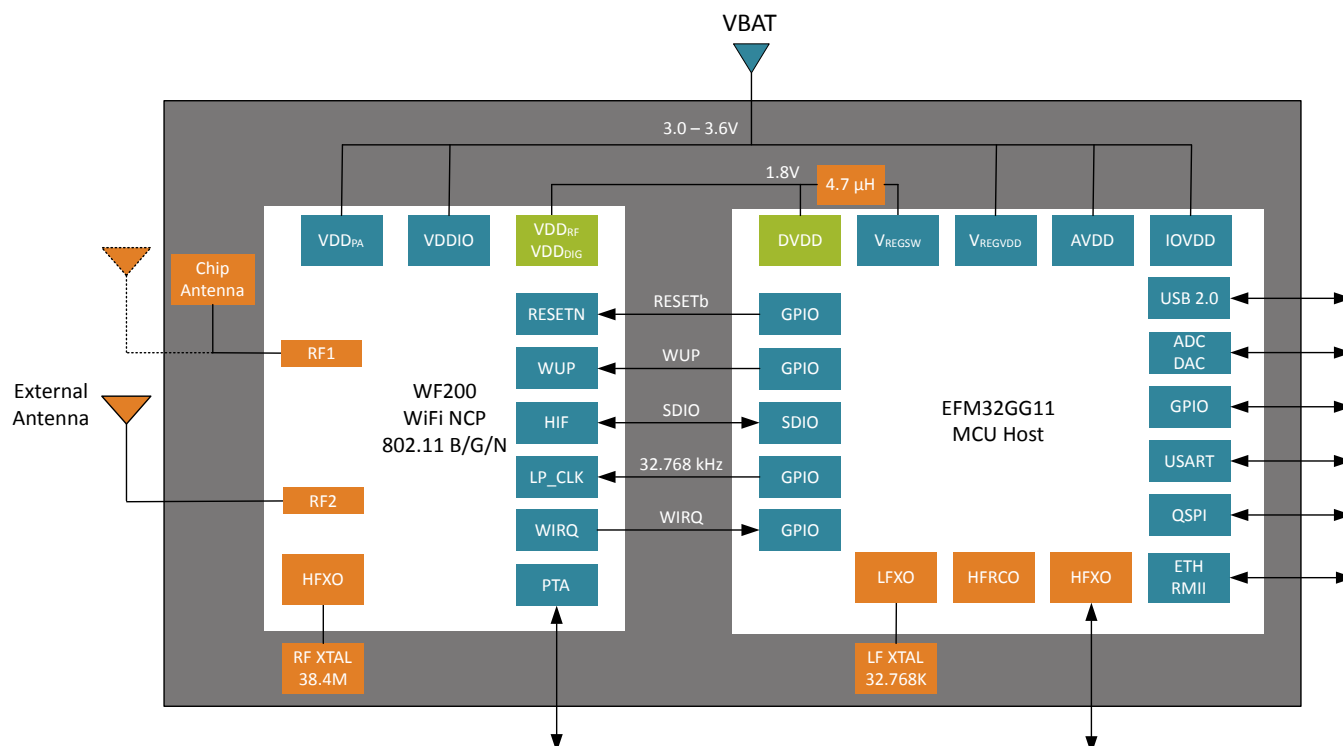 VBAT
3.0 – 3.6V
1.8V
4.7 µH
VDDPA
VDDIO
VDDRF
VDDDIG
DVDD
VREGSW
VREGVDD
AVDD
IOVDD
Chip
Antenna
RF1
External
Antenna
RF2
WF200
WiFi NCP
802.11 B/G/N
HFXO
RF XTAL
38.4M
RESETN
RESETb
GPIO
WUP
WUP
GPIO
HIF
SDIO
SDIO
LP_CLK
32.768 kHz
GPIO
WIRQ
WIRQ
GPIO
PTA
EFM32GG11
MCU Host
USB 2.0
ADC
DAC
GPIO
USART
QSPI
ETH
RMII
LFXO
HFRCO
HFXO
LF XTAL
32.768K